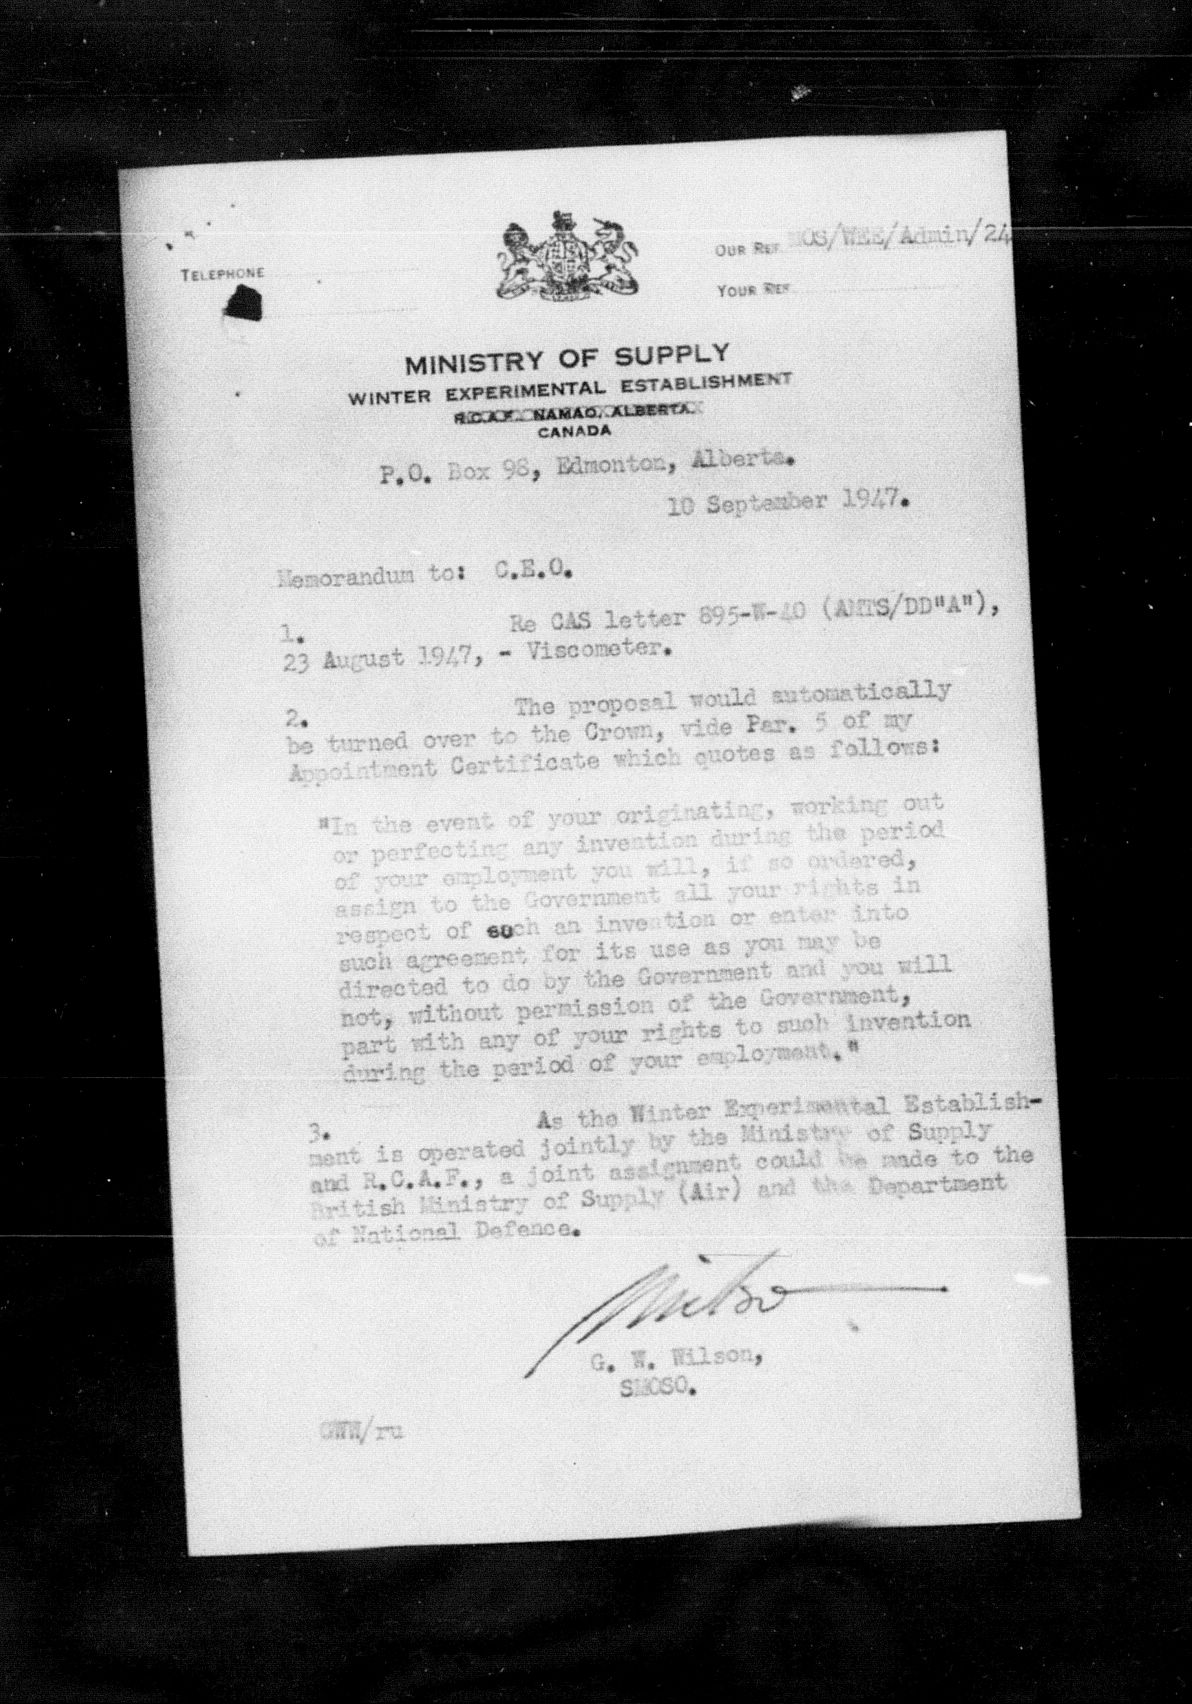 TELEPHONE
OUR REF. MOS/WEE/Admin/24
YOUR REF.
MINISTRY OF SUPPLY
WINTER EXPERIMENTAL ESTABLISHMENT
R.C.A.F. NAMAO, ALBERTA
CANADA
P.O. Box 98, Edmonton, Alberta.
10 September 1947.
Memorandum to: C.E.O.
1. Re CAS letter 895-W-40 (AMTS/DD"A"),
23 August 1947, - Viscometer.
2. The proposal would automatically
be turned over to the Crown, vide Par. 5 of my
Appointment Certificate which quotes as follows:
"In the event of your originating, working out
or perfecting any invention during the period
of your employment you will, if so ordered,
assign to the Government all your rights in
respect of such an invention or enter into
such agreement for its use as you may be
directed to do by the Government and you will
not, without permission of the Government,
part with any of your rights to such invention
during the period of your employment."
3. As the Winter Experimental Establish-
ment is operated jointly by the Ministry of Supply
and R.C.A.F., a joint assignment could be made to the
British Ministry of Supply (Air) and the Department
of National Defence.
G. W. Wilson,
SMOSO.
GWW/ru